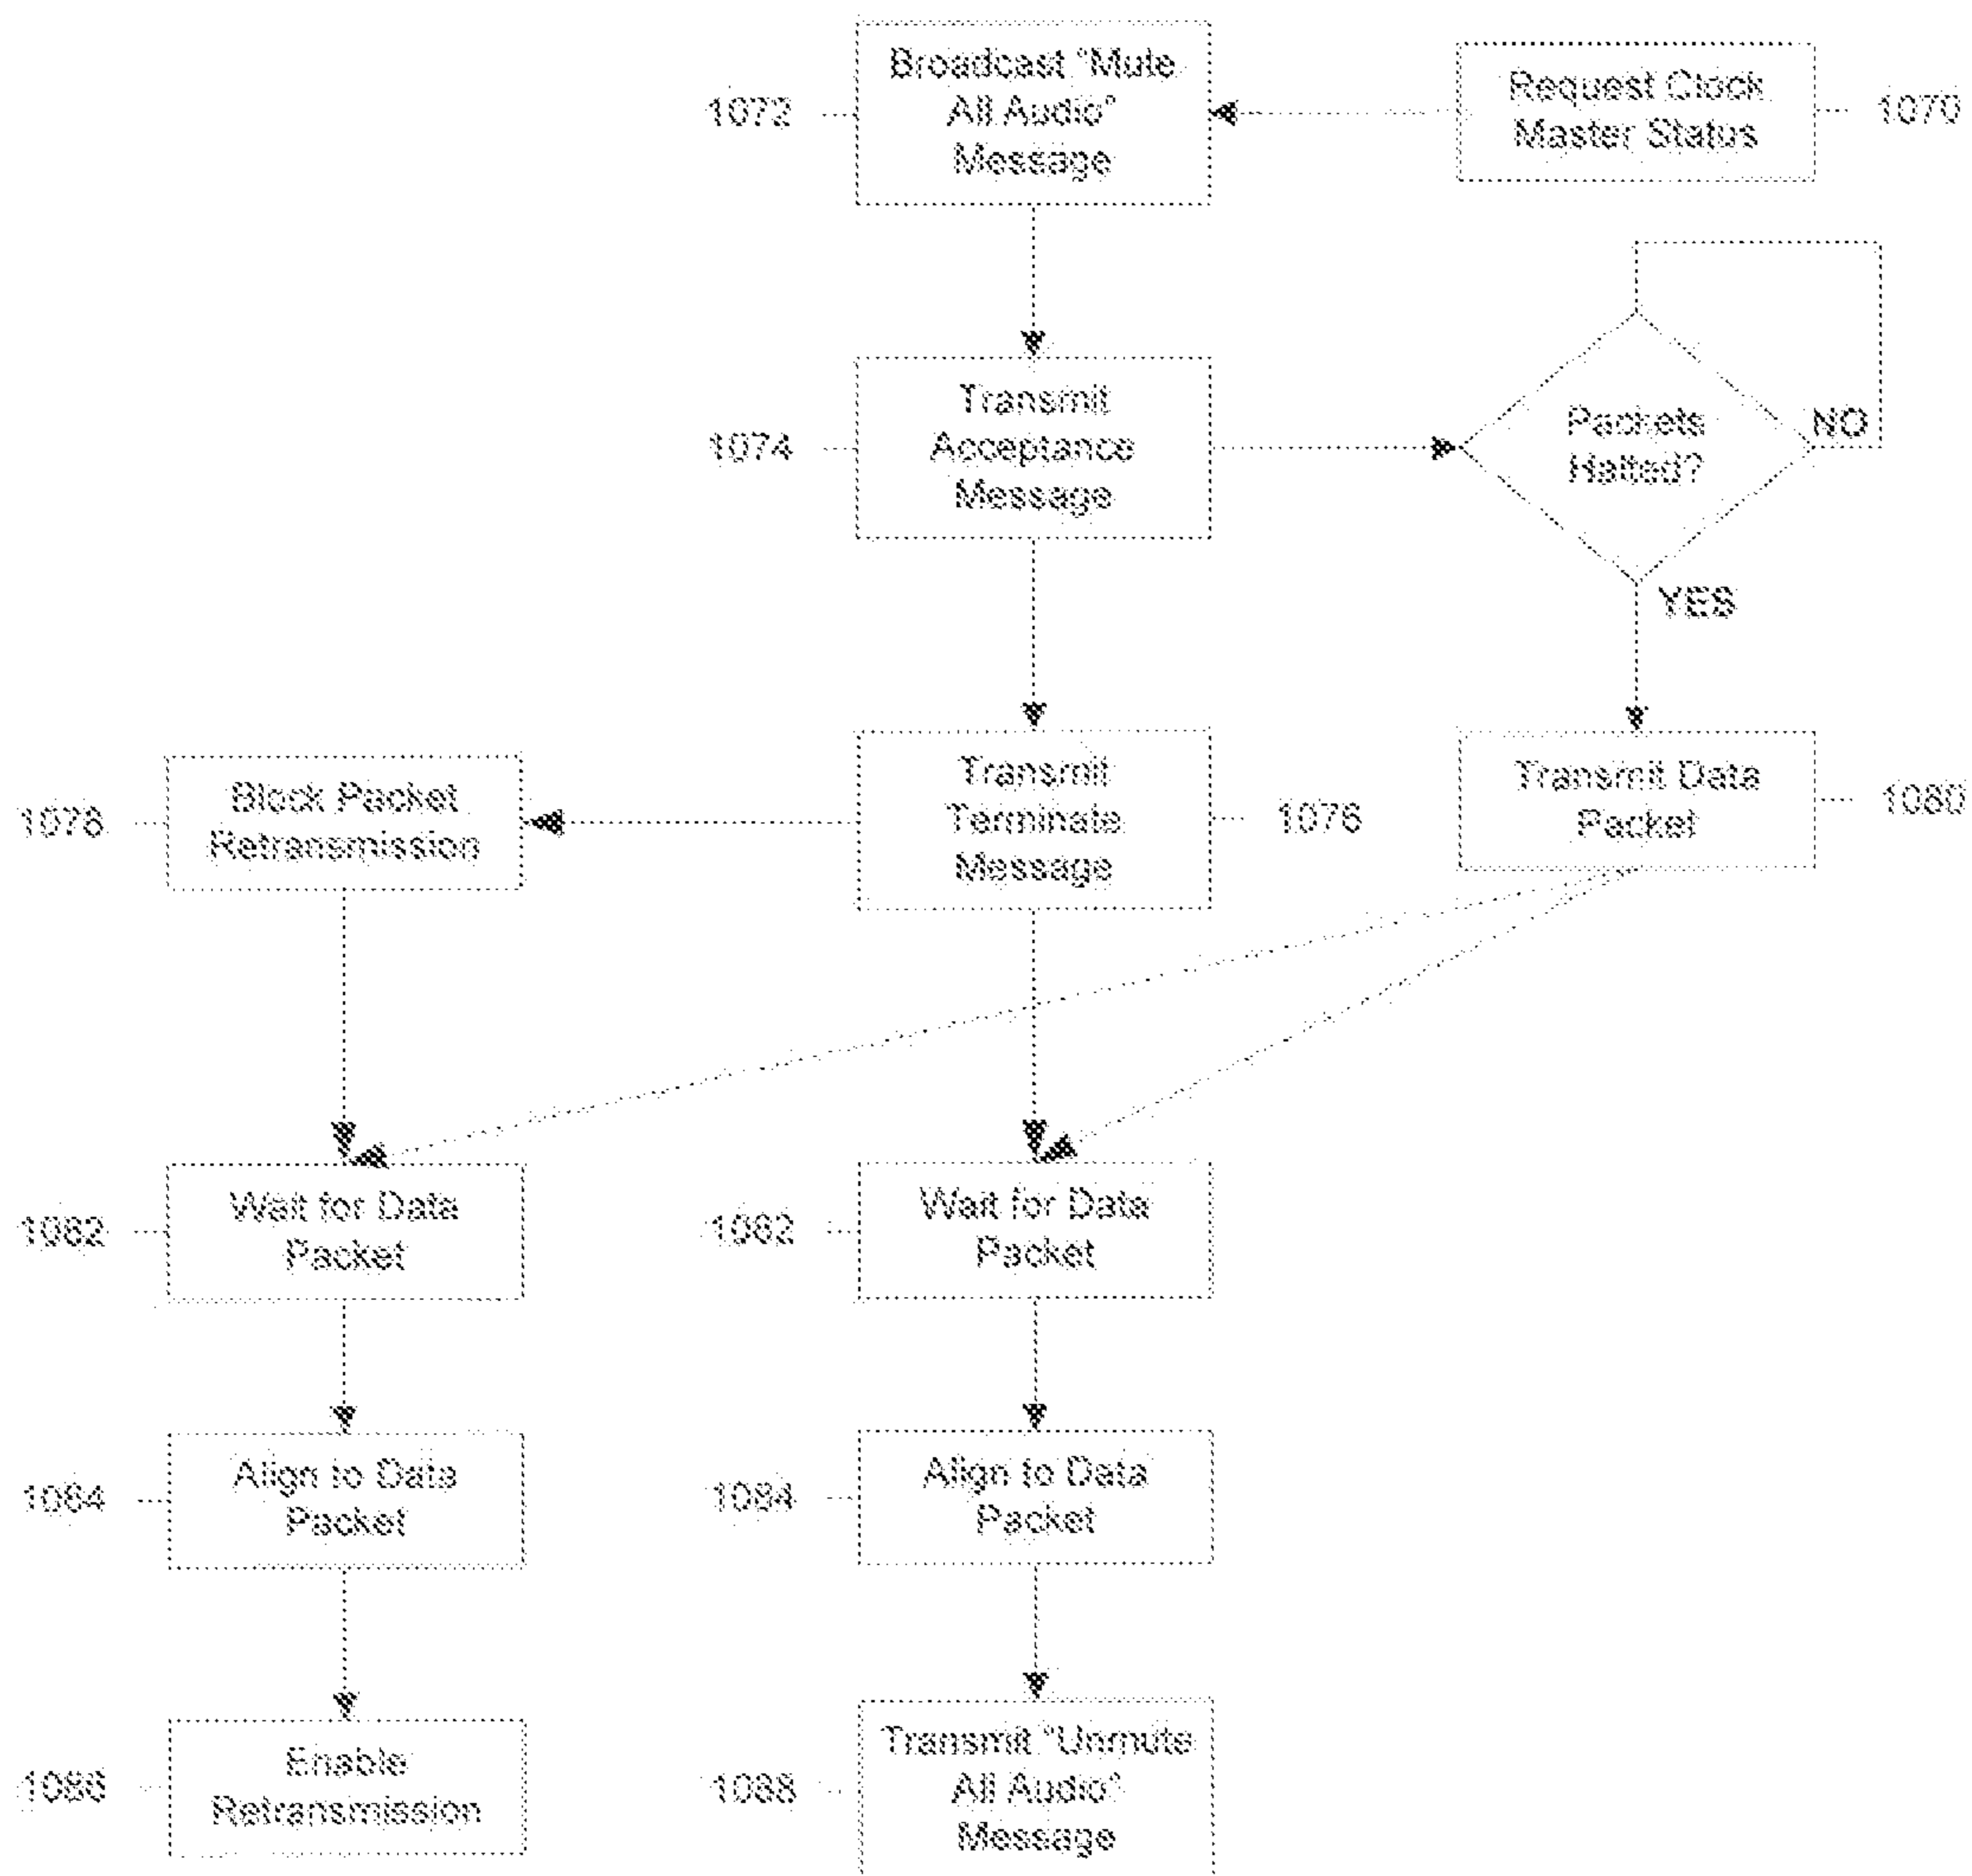 Broadcast "Mute
All Audio"
Message
1072
Request Clock
Master Status
1070
Transmit
Acceptance
Message
1074
Packets
Halted?
NO
YES
Block Packet
Retransmission
1078
Transmit
Terminate
Message
1076
Transmit Data
Packet
1080
Wait for Data
Packet
1082
Wait for Data
Packet
1082
Align to Data
Packet
1084
Align to Data
Packet
1084
Enable
Retransmission
1086
Transmit "Unmute
All Audio"
Message
1088